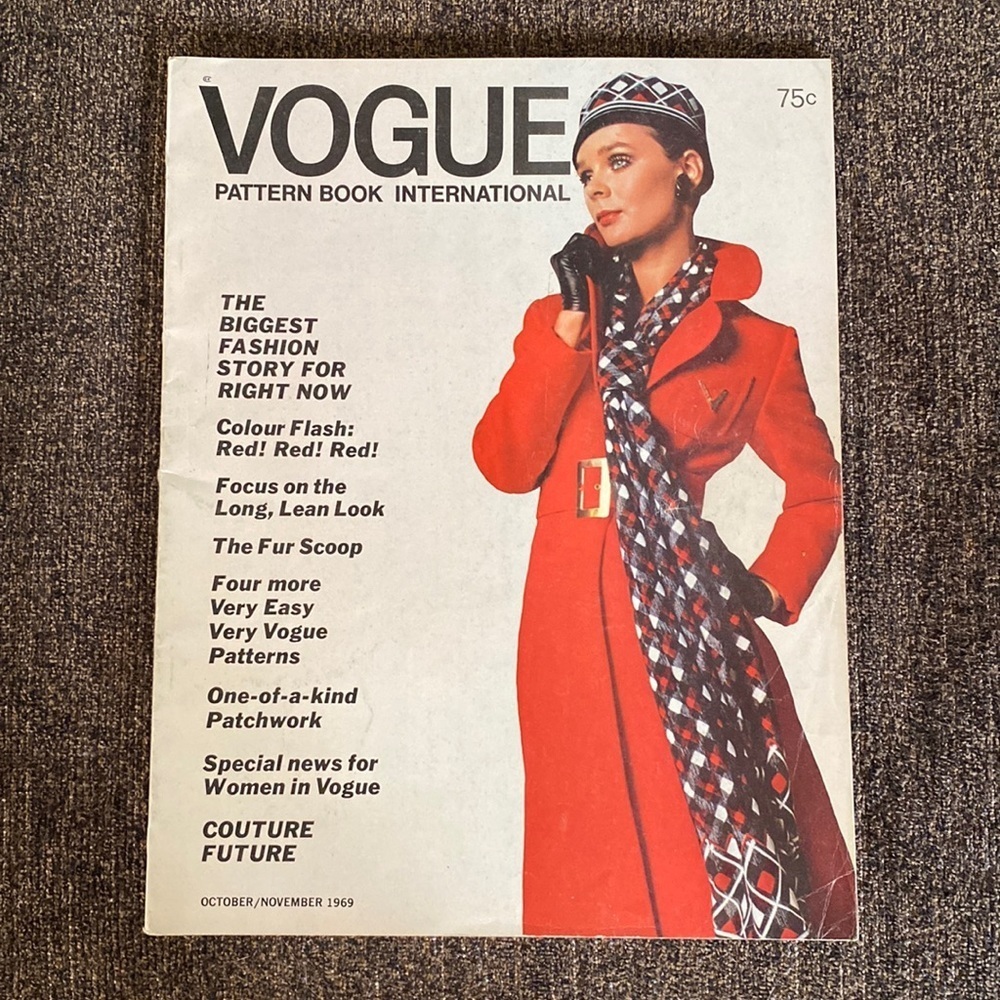 VOGUE
75c
PATTERN BOOK INTERNATIONAL
THE
BIGGEST
FASHION
STORY FOR
RIGHT NOW
Colour Flash:
Red! Red! Red!
Focus on the
Long, Lean Look
The Fur Scoop
Four more
Very Easy
Very Vogue
Patterns
One-of-a-kind
Patchwork
Special news for
Women in Vogue
COUTURE
FUTURE
OCTOBER/NOVEMBER 1969